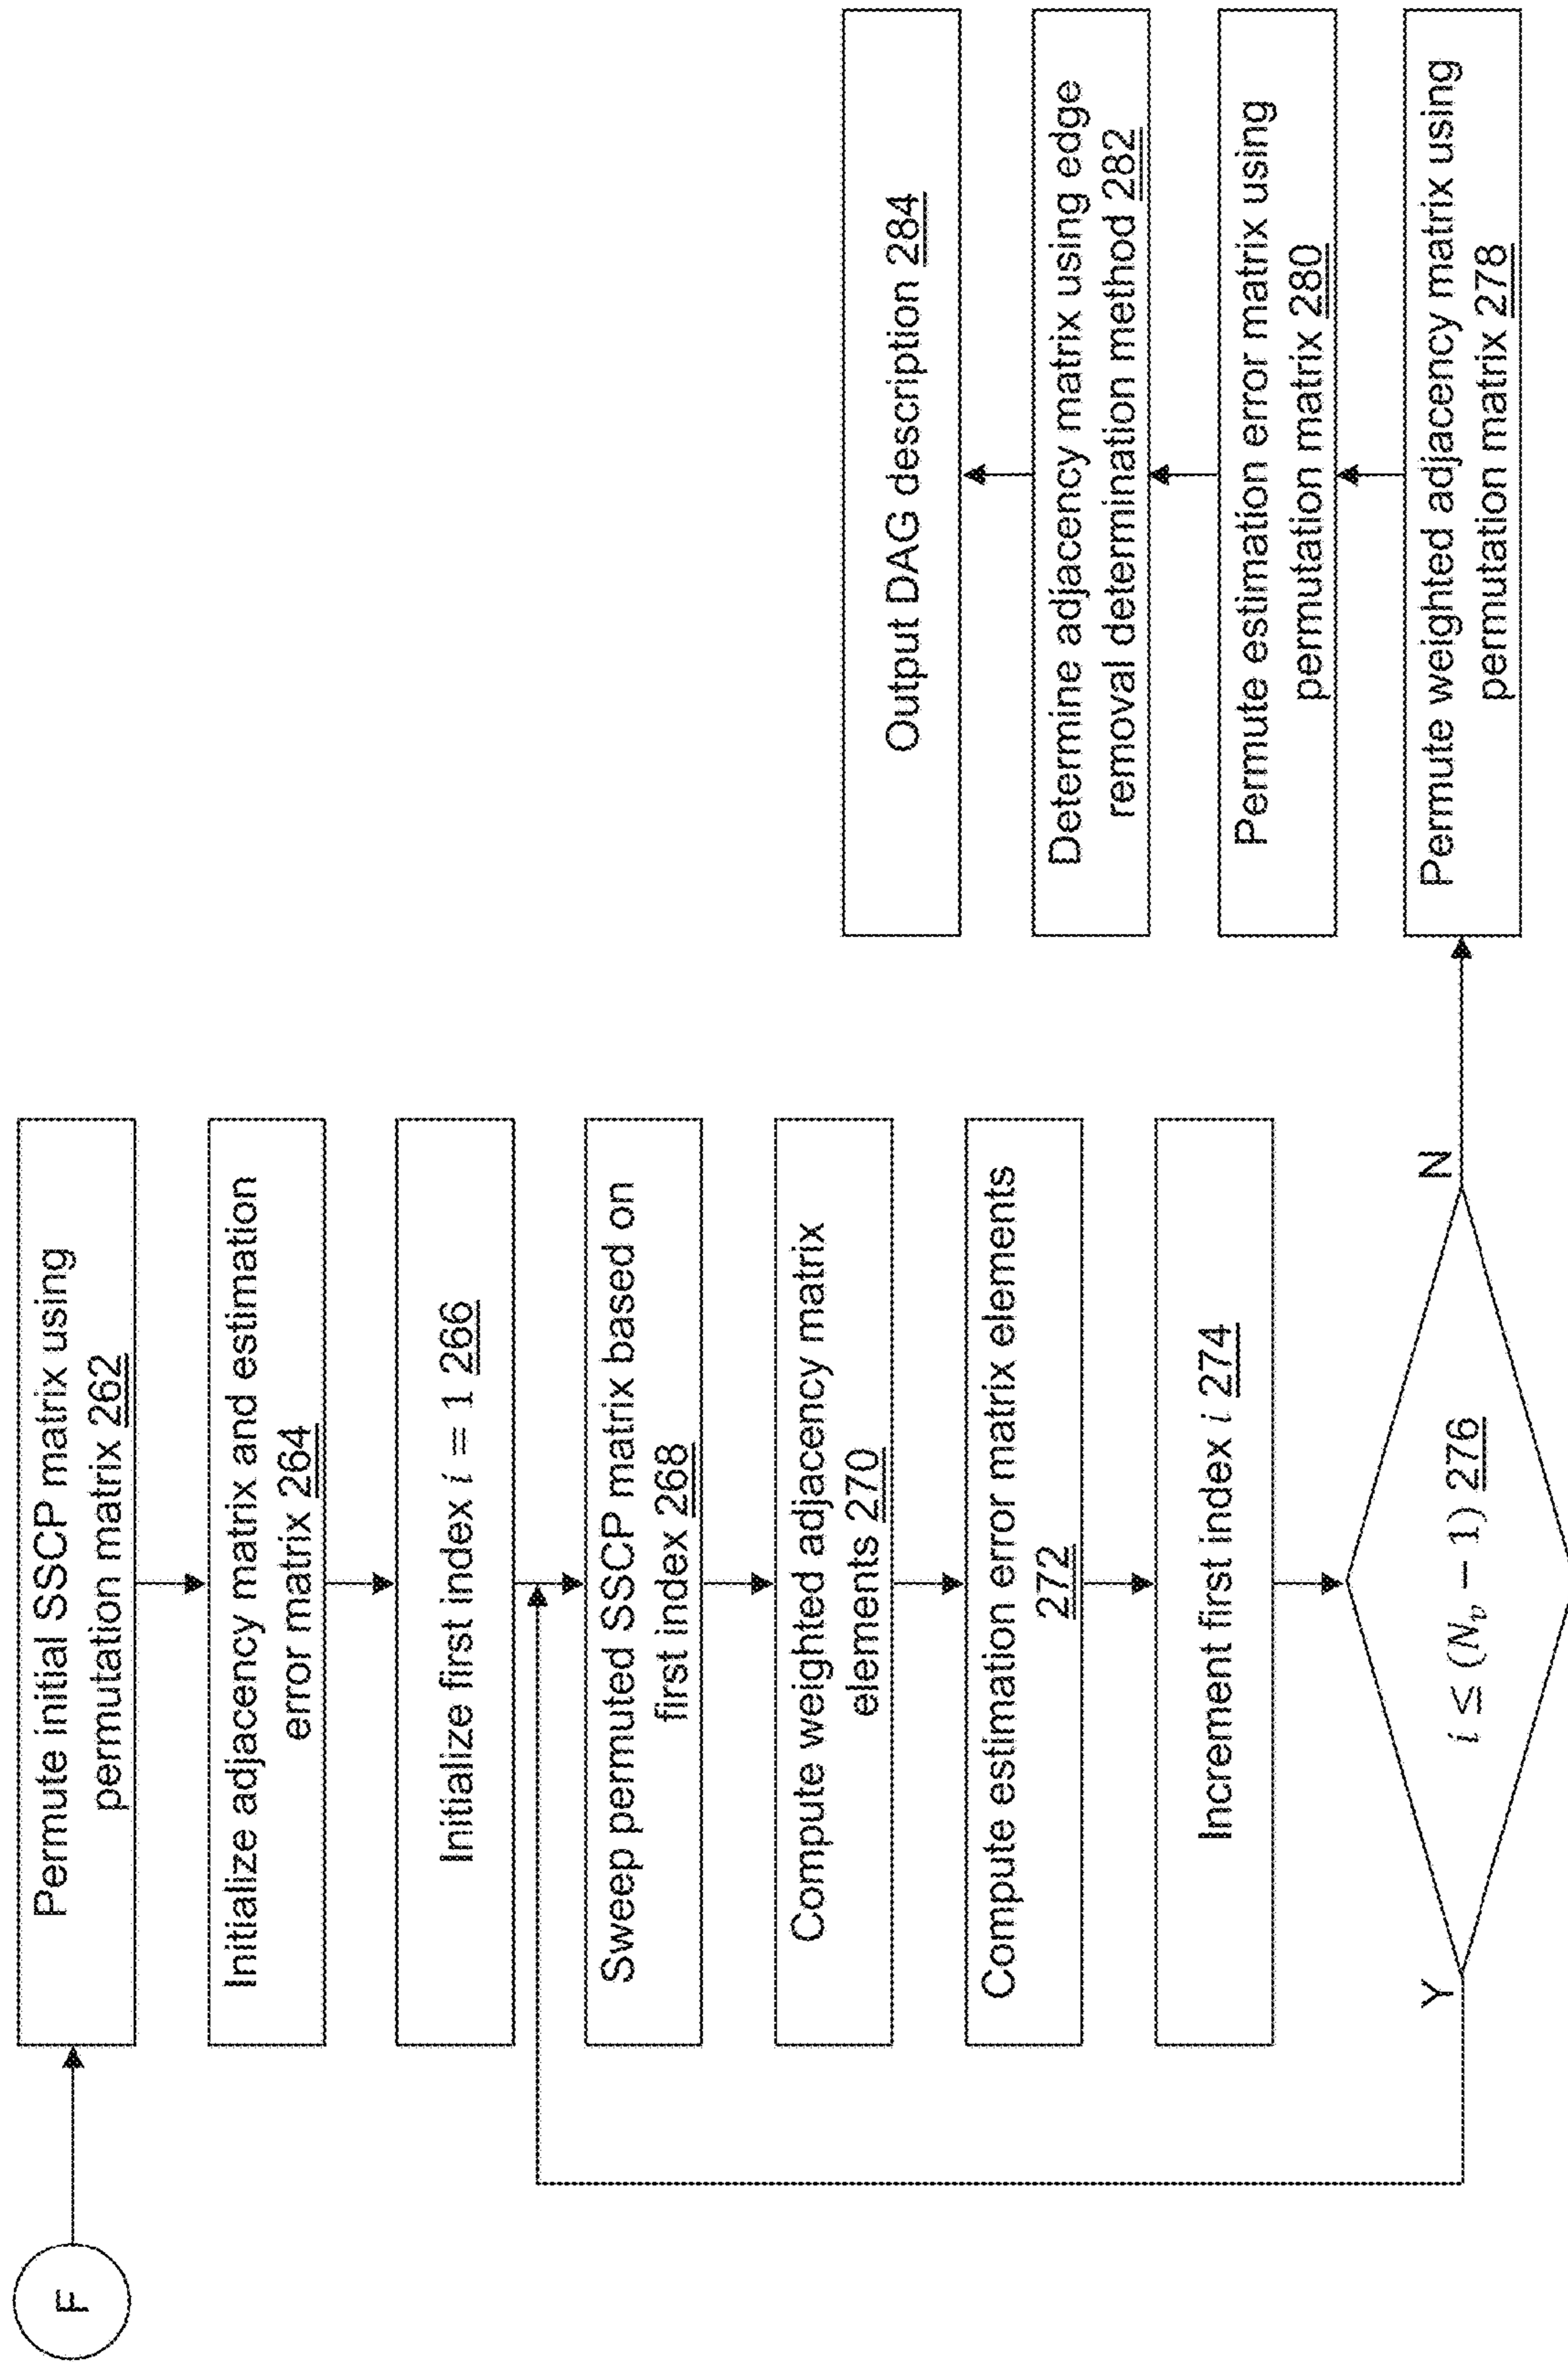 F
Permute initial SSCP matrix using
permutation matrix 262
Initialize adjacency matrix and estimation
error matrix 264
Initialize first index i = 1 266
Sweep permuted SSCP matrix based on
first index 268
Compute weighted adjacency matrix
elements 270
Compute estimation error matrix elements
272
Increment first index i 274
i ≤ (N_v − 1) 276
Y
N
Permute weighted adjacency matrix using
permutation matrix 278
Permute estimation error matrix using
permutation matrix 280
Determine adjacency matrix using edge
removal determination method 282
Output DAG description 284